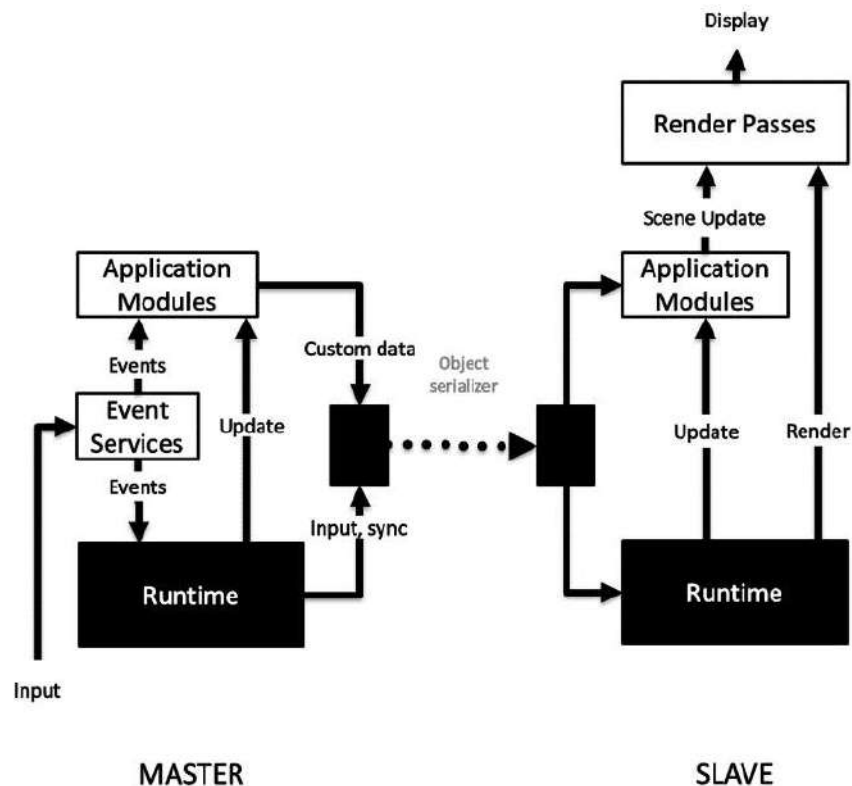 Display
Render Passes
Scene Update
Application
Modules
Application
Modules
Custom data
Object
serializer
Events
Event
Services
Update
Update
Render
Events
Input, sync
Runtime
Runtime
Input
MASTER
SLAVE